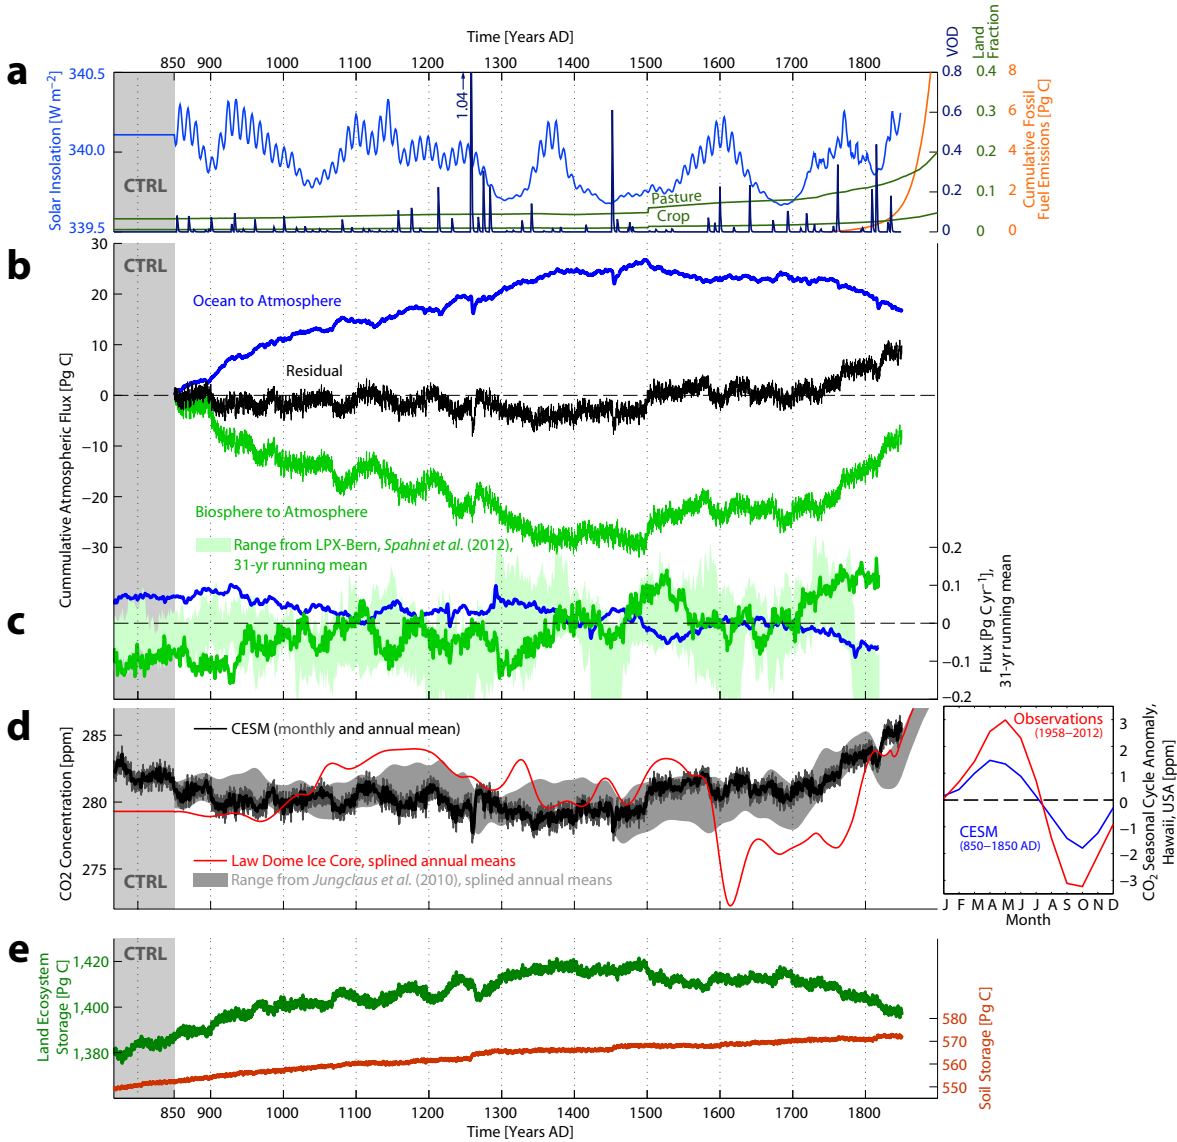 Time [Years AD]
850 900 1000 1100 1200 1300 1400 1500 1600 1700 1800
a
Solar Insolation [W m−2]
340.5
340.0
339.5
CTRL
1.04
Pasture
Crop
VOD
0.8
0.6
0.4
0.2
0
Land
Fraction
0.4
0.3
0.2
0.1
0
Cumulative Fossil
Fuel Emissions [Pg C]
8
6
4
2
0
b
Cummulative Atmospheric Flux [Pg C]
30
20
10
0
−10
−20
−30
CTRL
Ocean to Atmosphere
Residual
Biosphere to Atmosphere
Range from LPX-Bern, Spahni et al. (2012),
31-yr running mean
c
0.2
0.1
0
−0.1
−0.2
Flux [Pg C yr−1],
31-yr running mean
d
CO2 Concentration [ppm]
285
280
275
CESM (monthly and annual mean)
Law Dome Ice Core, splined annual means
Range from Jungclaus et al. (2010), splined annual means
CTRL
Observations
(1958−2012)
CESM
(850−1850 AD)
3
2
1
0
−1
−2
−3
CO2 Seasonal Cycle Anomaly,
Hawaii, USA [ppm]
J F M A M J J A S O N D
Month
e
CTRL
Land Ecosystem
Storage [Pg C]
1,420
1,400
1,380
580
570
560
550
Soil Storage [Pg C]
850 900 1000 1100 1200 1300 1400 1500 1600 1700 1800
Time [Years AD]